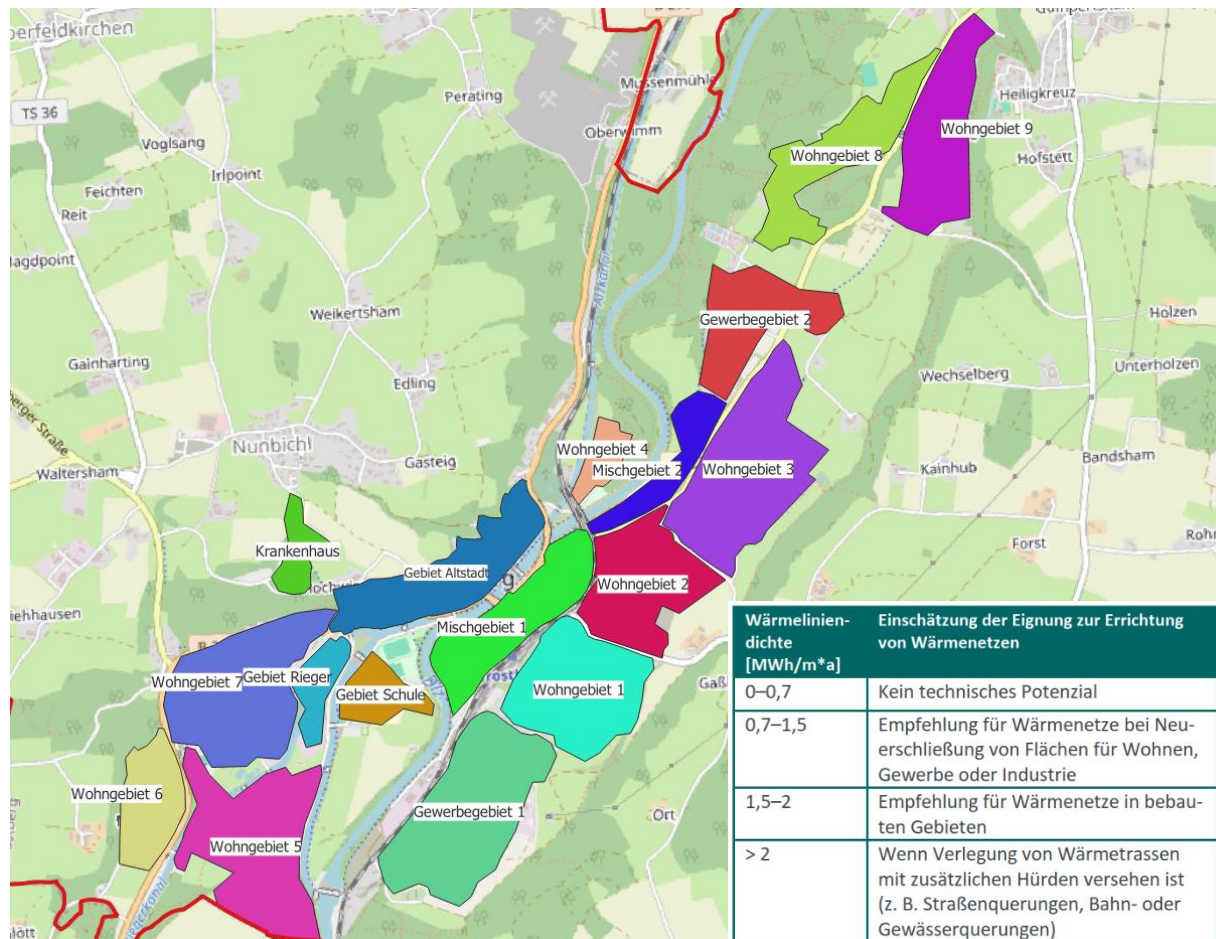 Mussenmühle
TS 36
Perating
Oberwimm
Heiligkreuz
Voglsang
Wohngebiet 9
Wohngebiet 8
Irlpoint
Hofstett
Feichten
Reit
Alzkanal
Weikertsham
Gewerbegebiet 2
Holzen
Gainharting
Edling
Wechselberg
Unterholzen
Nunbichl
Wohngebiet 4
Waltersham
Gasteig
Mischgebiet 2
Wohngebiet 3
Kainhub
Bandsham
Krankenhaus
Gebiet Altstadt
Forst
Wohngebiet 2
Mischgebiet 1
Wohngebiet 7
Gebiet Rieger
Gebiet Schule
Wohngebiet 1
Wohngebiet 6
Gewerbegebiet 1
Ort
Wohngebiet 5
Wärmelinien-
dichte
[MWh/m*a]
Einschätzung der Eignung zur Errichtung
von Wärmenetzen
0–0,7
Kein technisches Potenzial
0,7–1,5
Empfehlung für Wärmenetze bei Neu-
erschließung von Flächen für Wohnen,
Gewerbe oder Industrie
1,5–2
Empfehlung für Wärmenetze in bebau-
ten Gebieten
> 2
Wenn Verlegung von Wärmetrassen
mit zusätzlichen Hürden versehen ist
(z. B. Straßenquerungen, Bahn- oder
Gewässerquerungen)